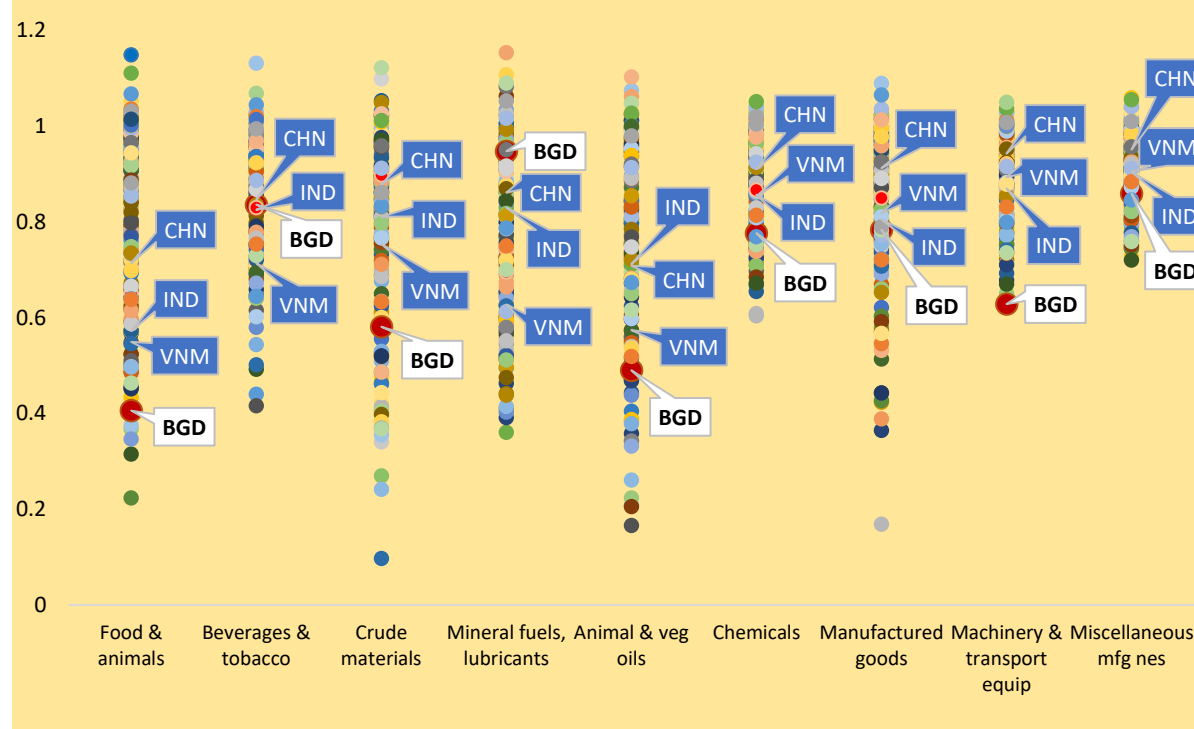 1.2
1
0.8
0.6
0.4
0.2
0
CHN
IND
VNM
BGD
CHN
IND
BGD
VNM
CHN
IND
VNM
BGD
BGD
CHN
IND
VNM
IND
CHN
VNM
BGD
CHN
VNM
IND
BGD
CHN
VNM
IND
BGD
CHN
VNM
IND
BGD
CHN
VNM
IND
BGD
Food &
animals
Beverages &
tobacco
Crude
materials
Mineral fuels,
lubricants
Animal & veg
oils
Chemicals
Manufactured
goods
Machinery &
transport
equip
Miscellaneous
mfg nes